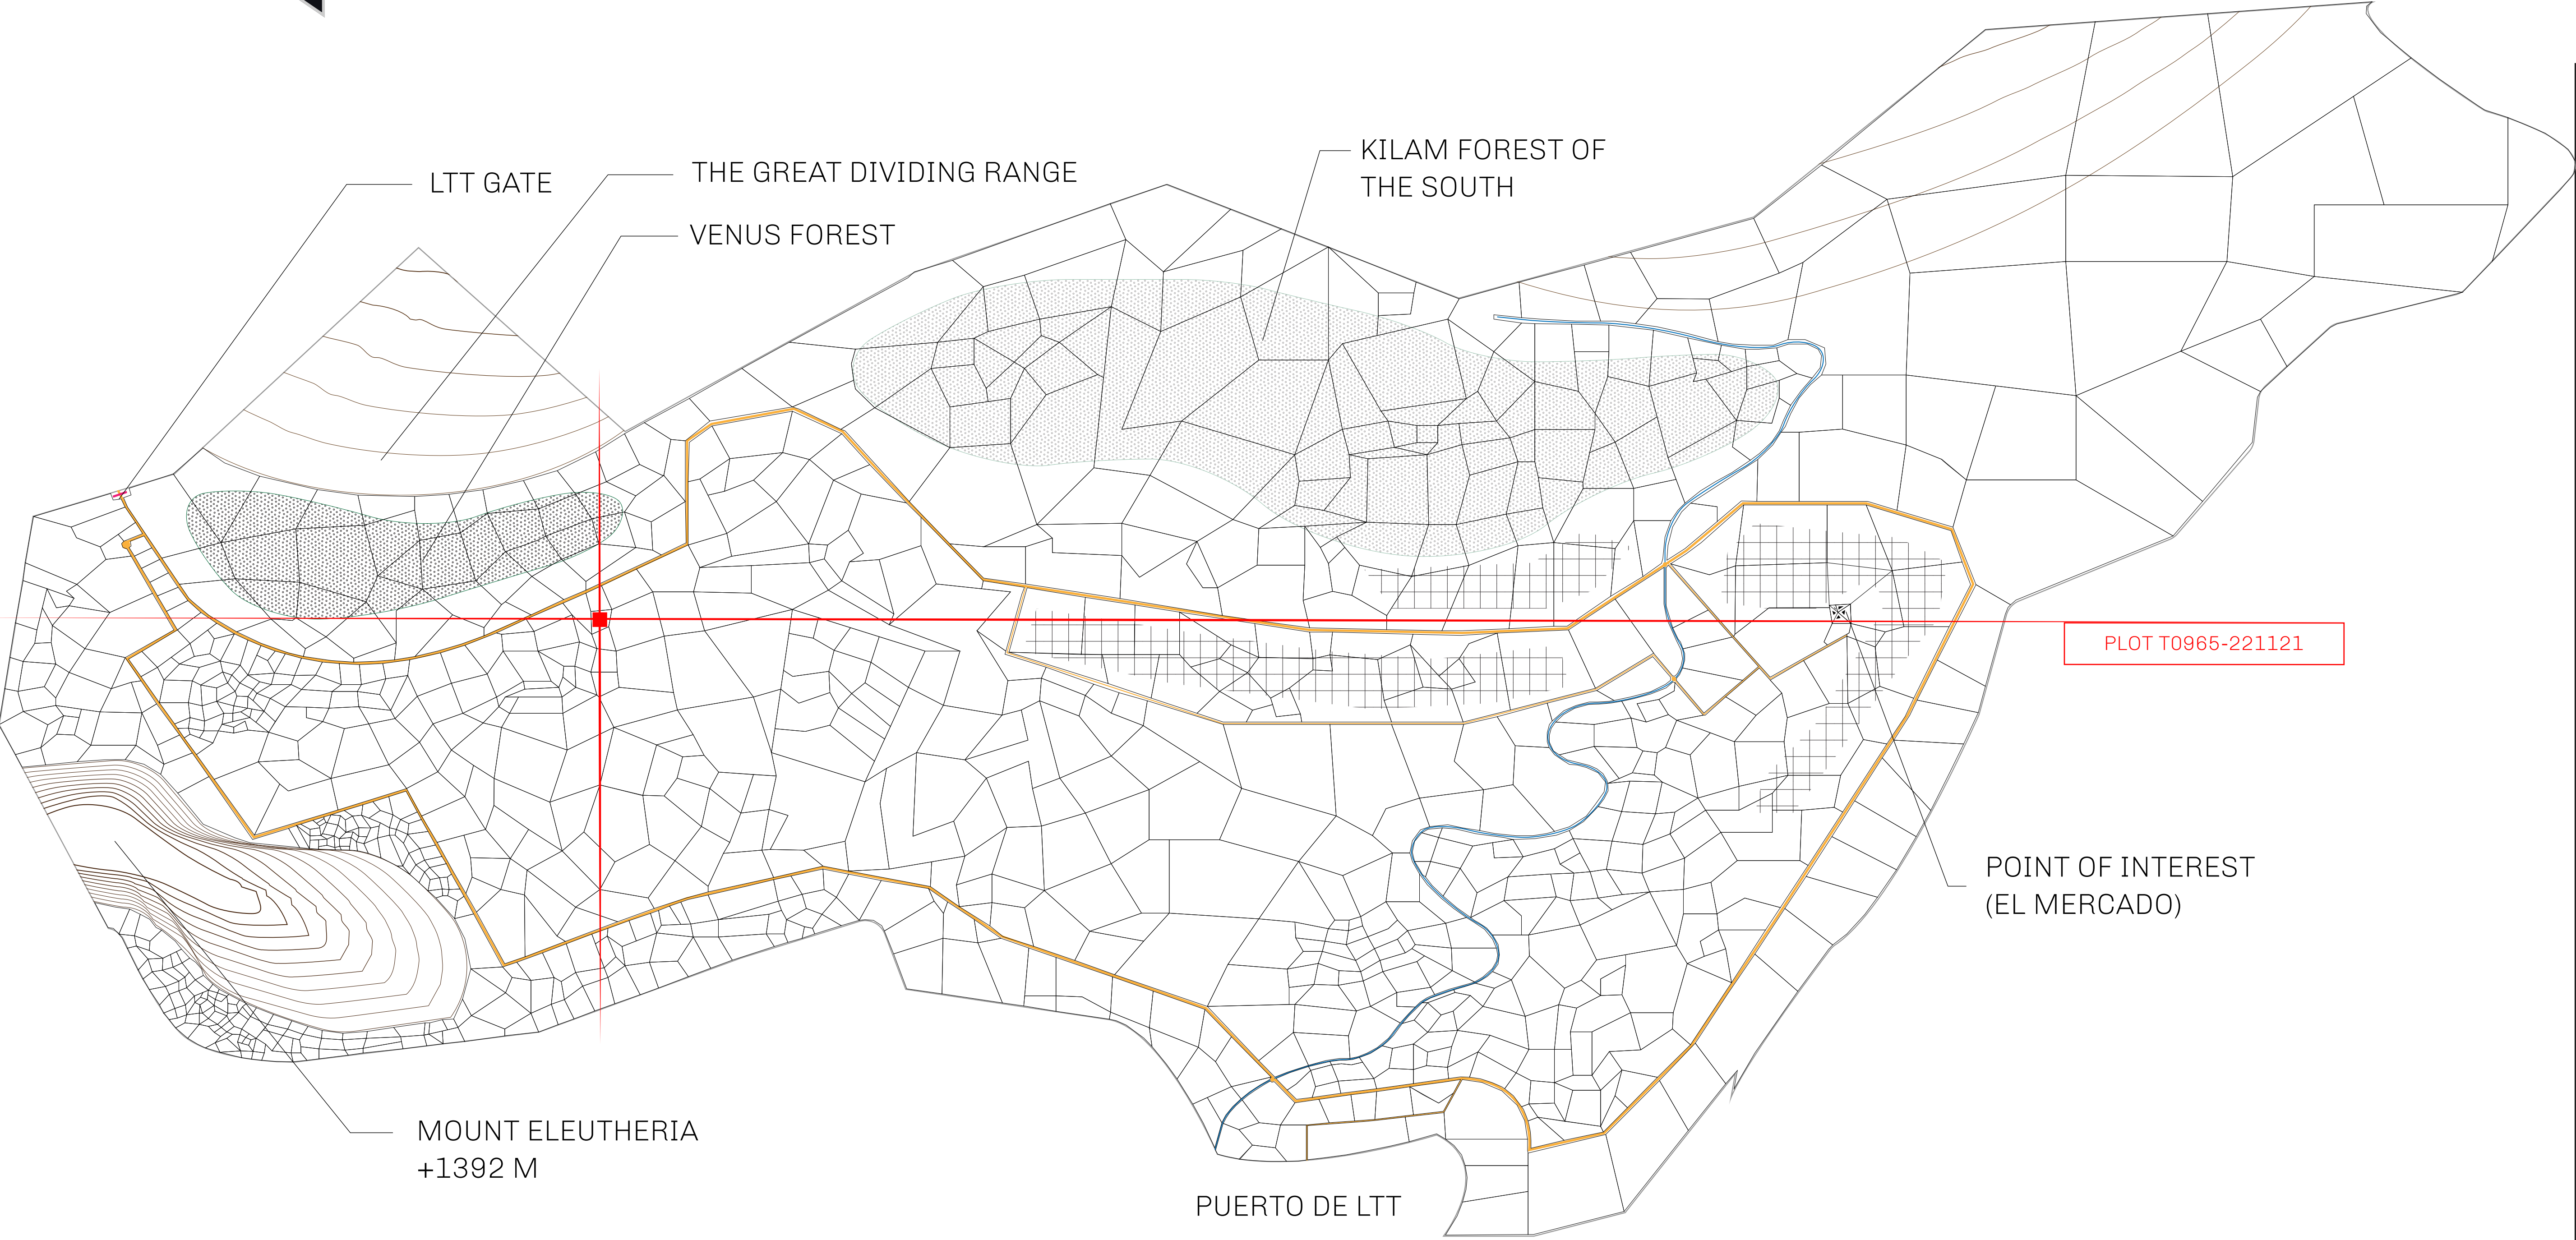 LTT GATE
THE GREAT DIVIDING RANGE
VENUS FOREST
KILAM FOREST OF
THE SOUTH
PLOT T0965-221121
POINT OF INTEREST
(EL MERCADO)
MOUNT ELEUTHERIA
+1392 M
PUERTO DE LTT